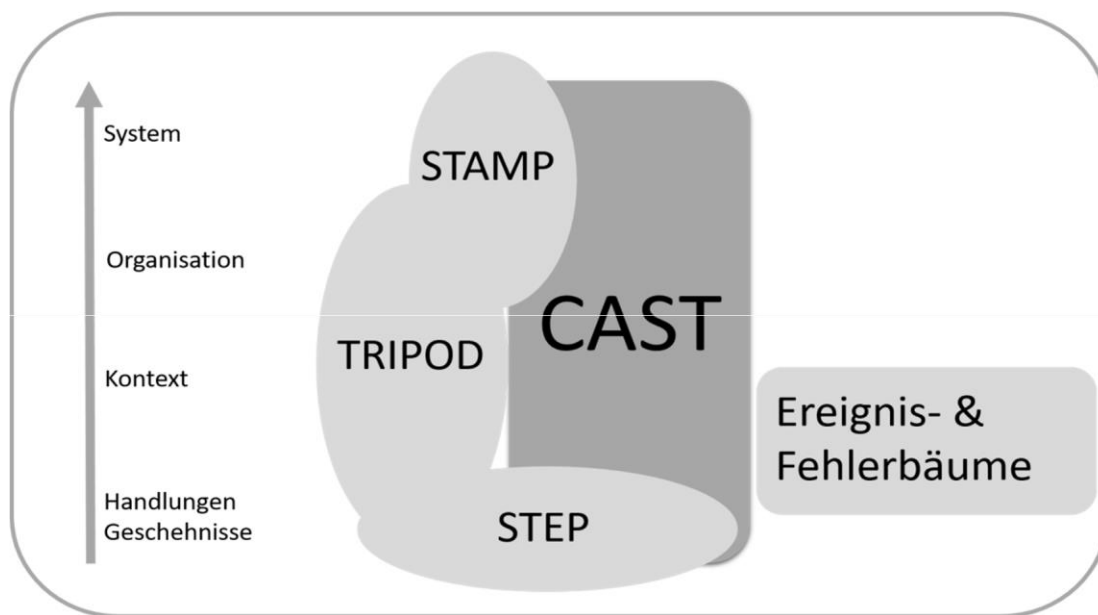 System
STAMP
Organisation
CAST
TRIPOD
Kontext
Ereignis- &
Fehlerbäume
Handlungen
Geschehnisse
STEP